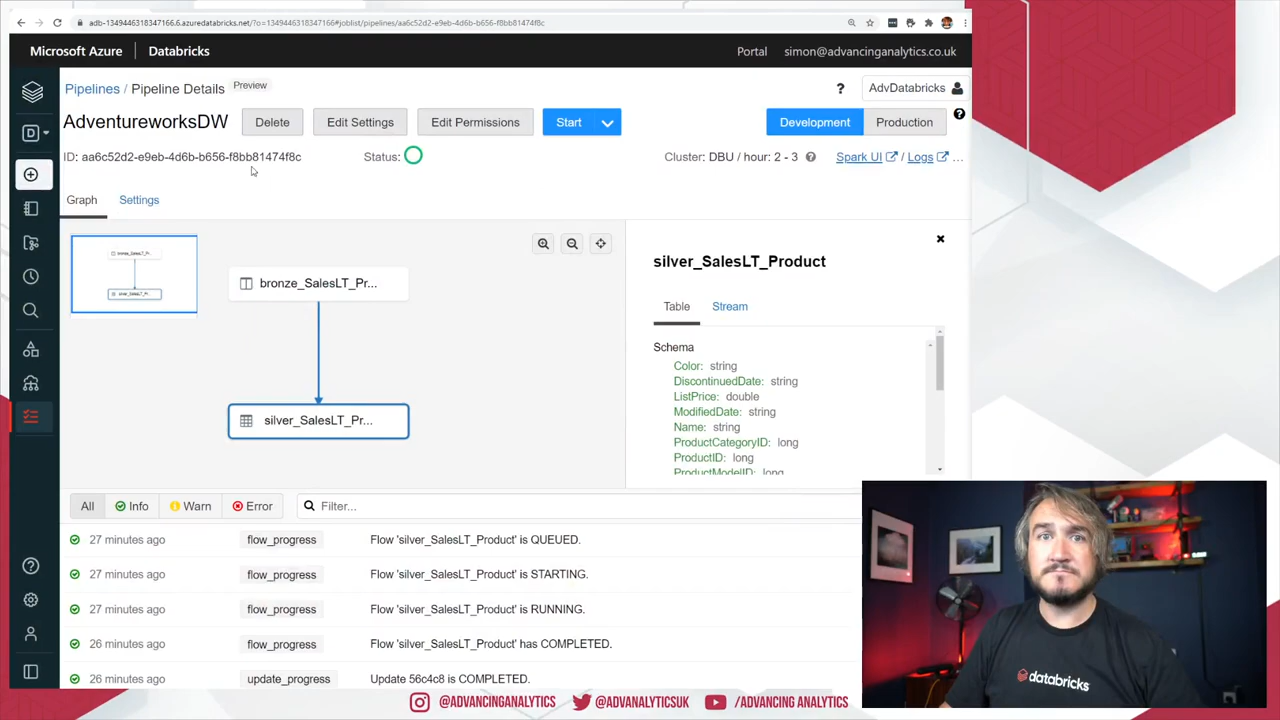 adb-1349446318347166.6.azuredatabricks.net/?o=1349446318347166#joblist/pipelines/aa6c52d2-e9eb-4d6b-b656-f8bb81474f8c
Microsoft Azure
Databricks
Portal
simon@advancinganalytics.co.uk
Pipelines / Pipeline Details
Preview
?
AdvDatabricks
AdventureworksDW
Delete
Edit Settings
Edit Permissions
Start
Development
Production
?
D
ID: aa6c52d2-e9eb-4d6b-b656-f8bb81474f8c
Status:
Cluster: DBU / hour: 2 - 3
?
Spark UI / Logs ...
Graph
Settings
bronze_SalesLT_Pr...
silver_SalesLT_Pr...
bronze_SalesLT_Pr...
silver_SalesLT_Pr...
silver_SalesLT_Product
Table
Stream
Schema
Color: string
DiscontinuedDate: string
ListPrice: double
ModifiedDate: string
Name: string
ProductCategoryID: long
ProductID: long
ProductModelID: long
All
Info
Warn
Error
Filter...
27 minutes ago
flow_progress
Flow 'silver_SalesLT_Product' is QUEUED.
27 minutes ago
flow_progress
Flow 'silver_SalesLT_Product' is STARTING.
27 minutes ago
flow_progress
Flow 'silver_SalesLT_Product' is RUNNING.
26 minutes ago
flow_progress
Flow 'silver_SalesLT_Product' has COMPLETED.
26 minutes ago
update_progress
Update 56c4c8 is COMPLETED.
databricks
@ADVANCINGANALYTICS
@ADVANALYTICSUK
/ADVANCING ANALYTICS